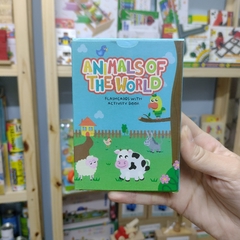 ANIMALS OF
THE WORLD
FLASHCARDS WITH
ACTIVITY BOOK